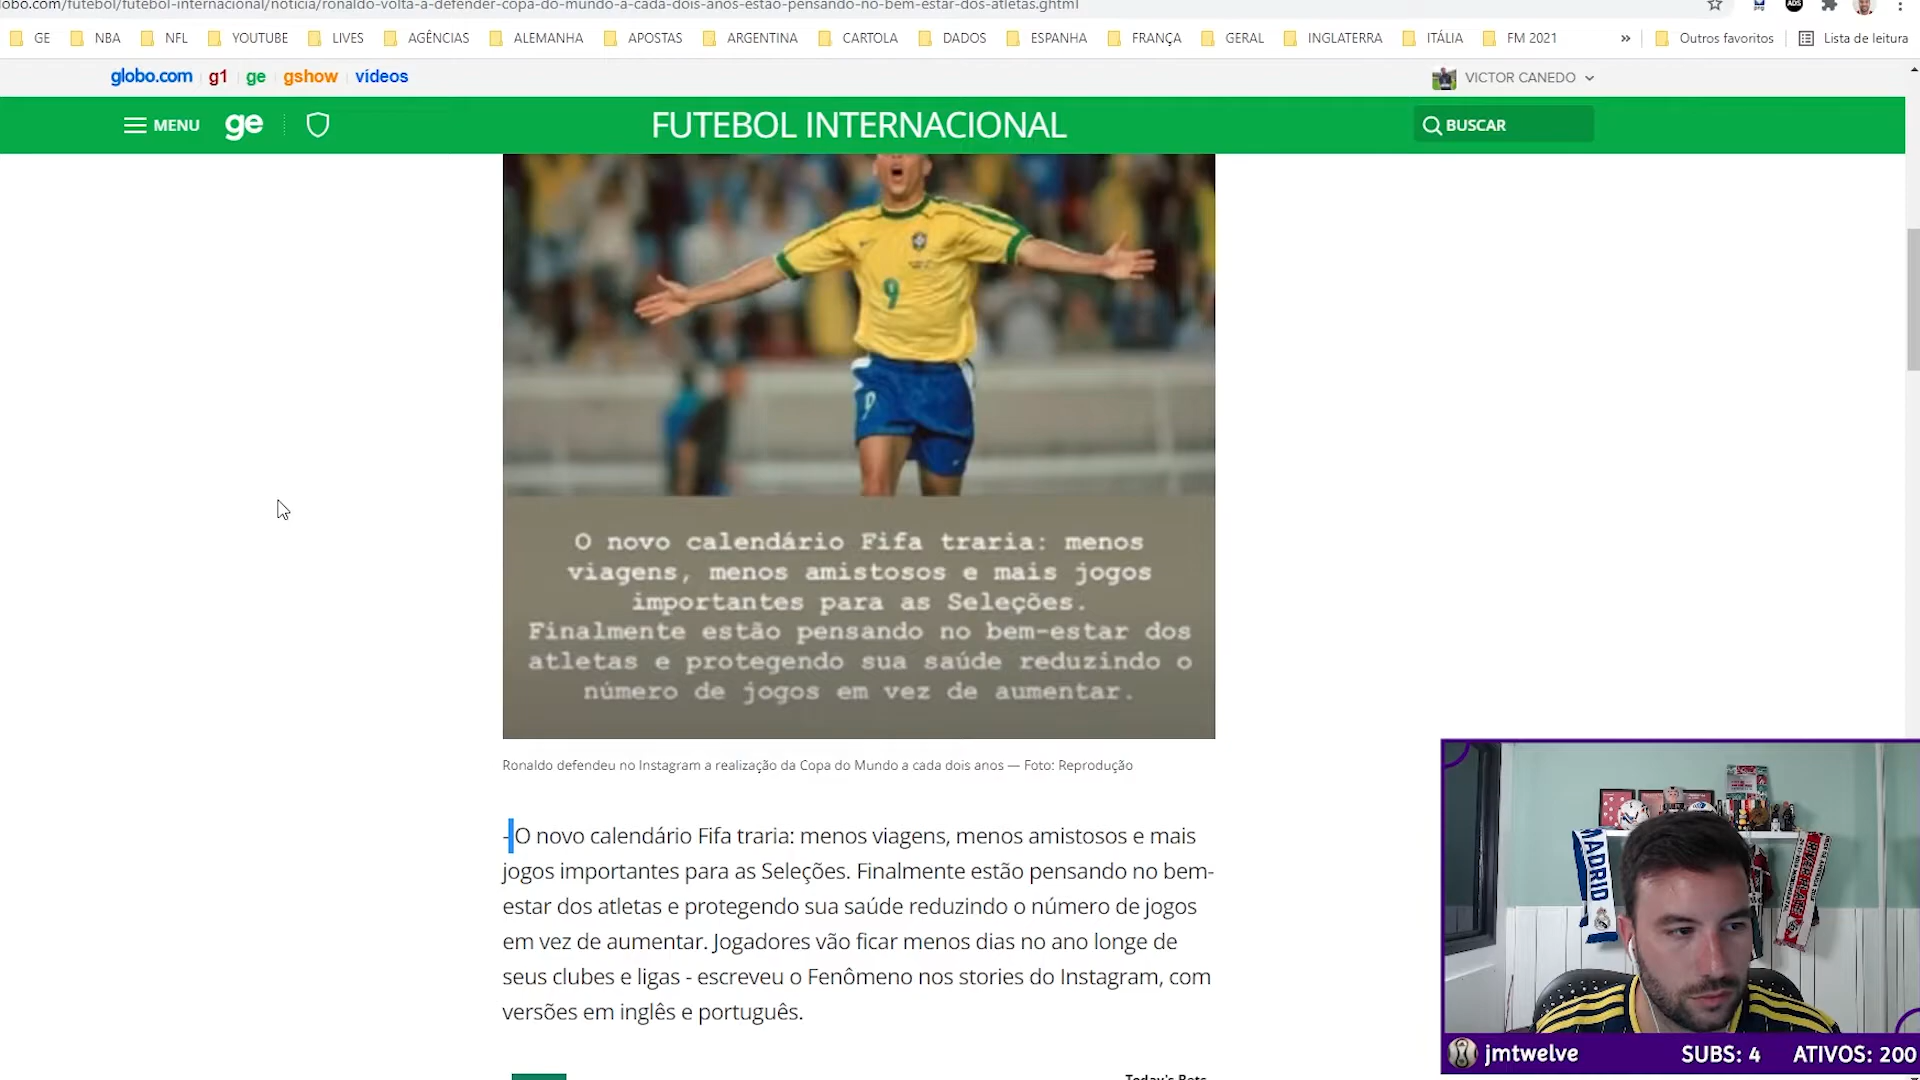 lobo.com/futebol/futebol-internacional/noticia/ronaldo-volta-a-defender-copa-do-mundo-a-cada-dois-anos-estao-pensando-no-bem-estar-dos-atletas.ghtml
GE NBA NFL YOUTUBE LIVES AGÊNCIAS ALEMANHA APOSTAS ARGENTINA CARTOLA DADOS ESPANHA FRANÇA GERAL INGLATERRA ITÁLIA FM 2021 » Outros favoritos Lista de leitura
globo.com g1 ge gshow vídeos VICTOR CANEDO
MENU ge FUTEBOL INTERNACIONAL BUSCAR
9
9
O novo calendário Fifa traria: menos
viagens, menos amistosos e mais jogos
importantes para as Seleções.
Finalmente estão pensando no bem-estar dos
atletas e protegendo sua saúde reduzindo o
número de jogos em vez de aumentar.
Ronaldo defendeu no Instagram a realização da Copa do Mundo a cada dois anos — Foto: Reprodução
- O novo calendário Fifa traria: menos viagens, menos amistosos e mais
jogos importantes para as Seleções. Finalmente estão pensando no bem-
estar dos atletas e protegendo sua saúde reduzindo o número de jogos
em vez de aumentar. Jogadores vão ficar menos dias no ano longe de
seus clubes e ligas - escreveu o Fenômeno nos stories do Instagram, com
versões em inglês e português.
Today's Bets
MADRID
jmtwelve SUBS: 4 ATIVOS: 200